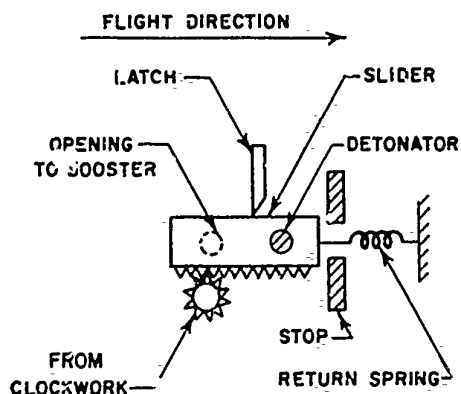 FLIGHT DIRECTION
LATCH
SLIDER
OPENING
TO BOOSTER
DETONATOR
STOP
FROM
CLOCKWORK
RETURN SPRING